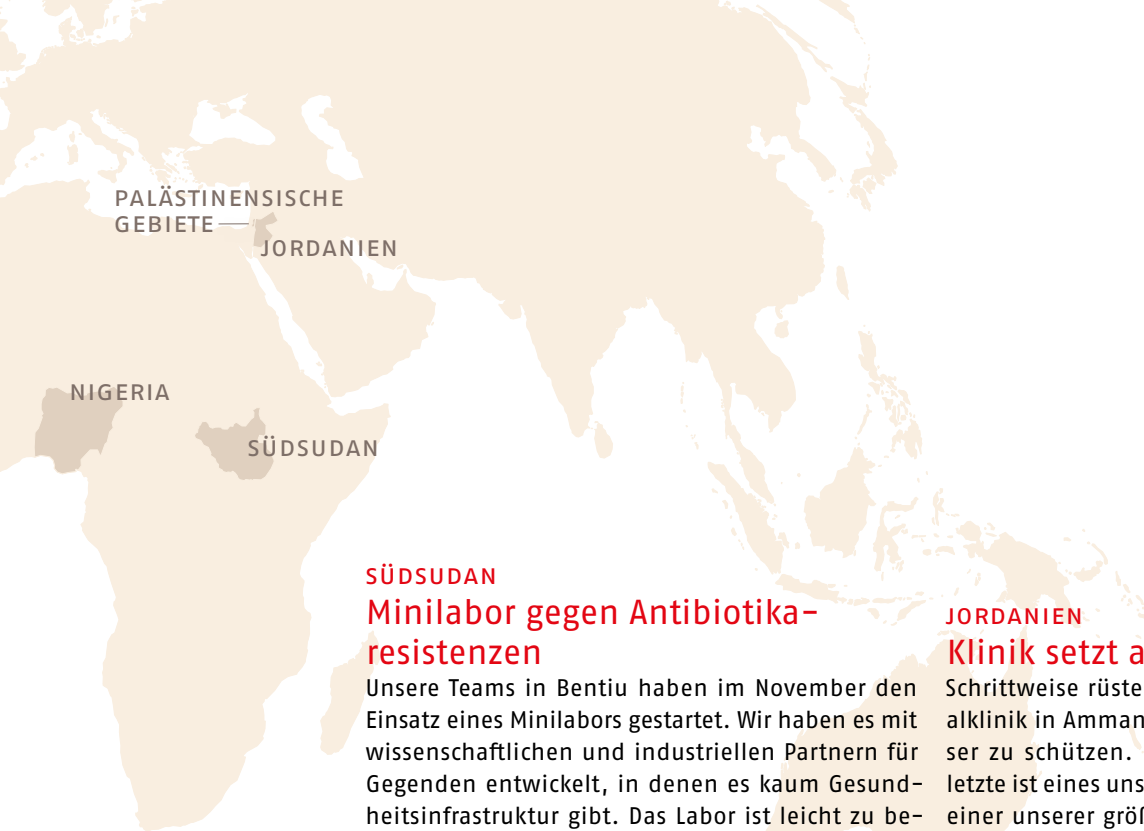 PALÄSTINENSISCHE
GEBIETE
JORDANIEN
NIGERIA
SÜDSUDAN
SÜDSUDAN
Minilabor gegen Antibiotika-
resistenzen
Unsere Teams in Bentiu haben im November den
Einsatz eines Minilabors gestartet. Wir haben es mit
wissenschaftlichen und industriellen Partnern für
Gegenden entwickelt, in denen es kaum Gesund-
heitsinfrastruktur gibt. Das Labor ist leicht zu be-
JORDANIEN
Klinik setzt a
Schrittweise rüste
alklinik in Amman
ser zu schützen.
letzte ist eines uns
einer unserer größ